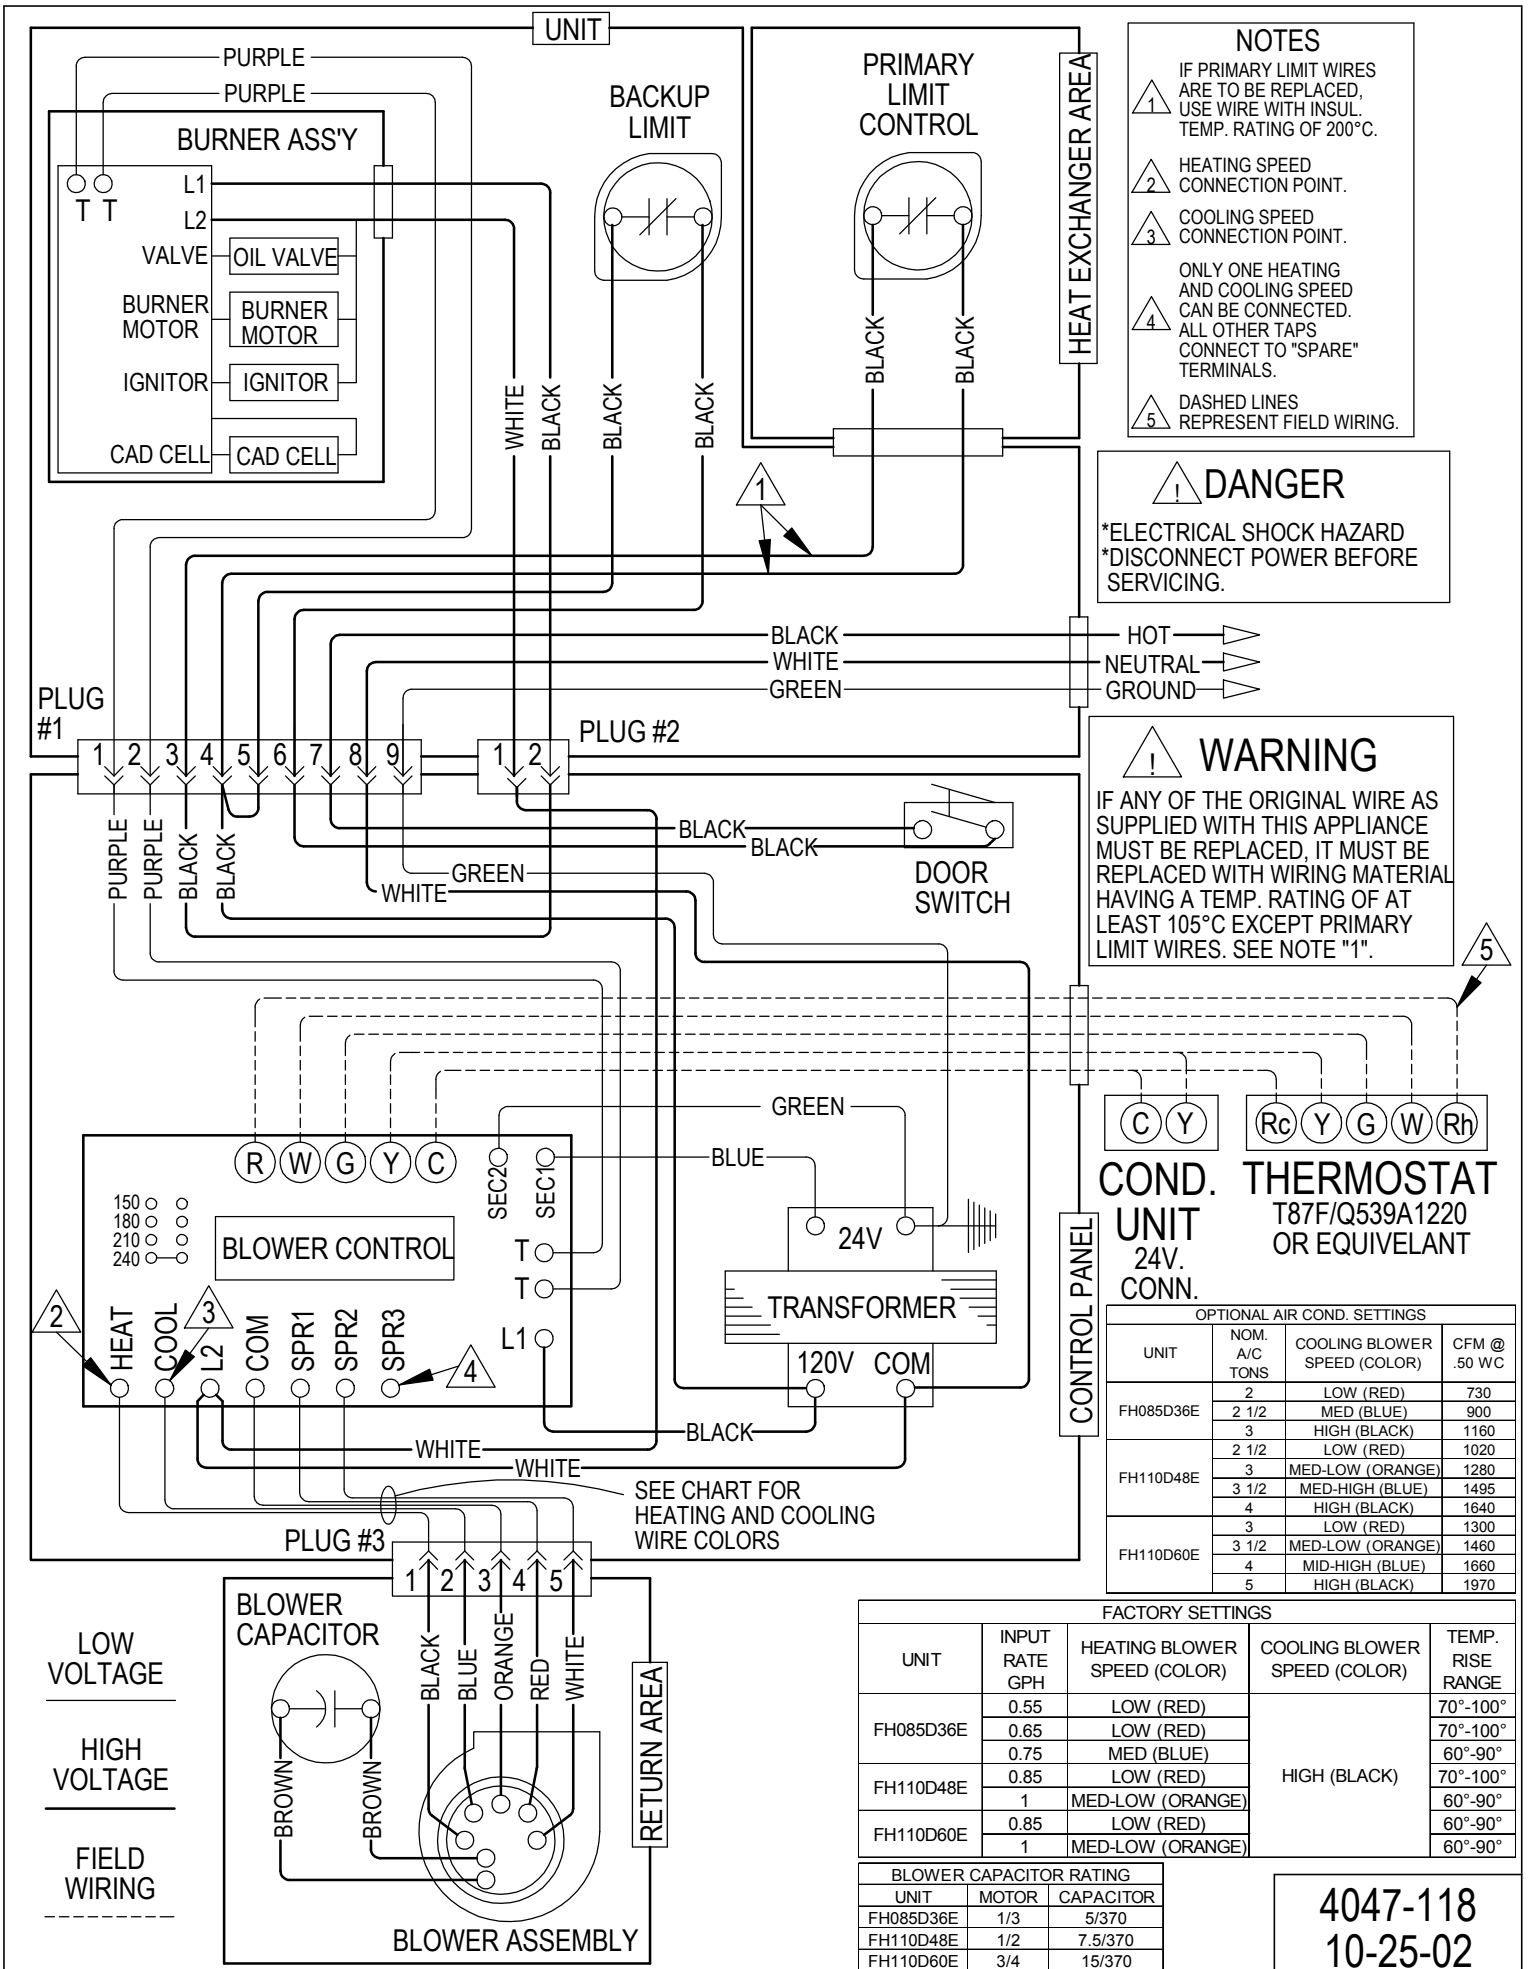 UNIT
PURPLE
PURPLE
BURNER ASS'Y
T T
L1
L2
VALVE
OIL VALVE
BURNER
MOTOR
BURNER
MOTOR
IGNITOR
IGNITOR
CAD CELL
CAD CELL
BACKUP
LIMIT
PRIMARY
LIMIT
CONTROL
HEAT EXCHANGER AREA
WHITE
BLACK
BLACK
BLACK
BLACK
BLACK
1
NOTES
1
IF PRIMARY LIMIT WIRES
ARE TO BE REPLACED,
USE WIRE WITH INSUL.
TEMP. RATING OF 200°C.
2
HEATING SPEED
CONNECTION POINT.
3
COOLING SPEED
CONNECTION POINT.
4
ONLY ONE HEATING
AND COOLING SPEED
CAN BE CONNECTED.
ALL OTHER TAPS
CONNECT TO "SPARE"
TERMINALS.
5
DASHED LINES
REPRESENT FIELD WIRING.
! DANGER
*ELECTRICAL SHOCK HAZARD
*DISCONNECT POWER BEFORE
SERVICING.
BLACK
HOT
WHITE
NEUTRAL
GREEN
GROUND
PLUG
#1
1 2 3 4 5 6 7 8 9
1 2
PLUG #2
! WARNING
IF ANY OF THE ORIGINAL WIRE AS
SUPPLIED WITH THIS APPLIANCE
MUST BE REPLACED, IT MUST BE
REPLACED WITH WIRING MATERIAL
HAVING A TEMP. RATING OF AT
LEAST 105°C EXCEPT PRIMARY
LIMIT WIRES. SEE NOTE "1".
PURPLE
PURPLE
BLACK
BLACK
BLACK
BLACK
GREEN
WHITE
DOOR
SWITCH
5
GREEN
BLUE
R W G Y C
SEC2
SEC1
150
180
210
240
BLOWER CONTROL
T
T
L1
2
3
4
HEAT
COOL
L2
COM
SPR1
SPR2
SPR3
24V
TRANSFORMER
120V COM
CONTROL PANEL
C Y
COND.
UNIT
24V.
CONN.
Rc Y G W Rh
THERMOSTAT
T87F/Q539A1220
OR EQUIVELANT
BLACK
WHITE
WHITE
SEE CHART FOR
HEATING AND COOLING
WIRE COLORS
PLUG #3
1 2 3 4 5
OPTIONAL AIR COND. SETTINGS
UNIT NOM. A/C TONS COOLING BLOWER SPEED (COLOR) CFM @ .50 WC
FH085D36E 2 LOW (RED) 730
2 1/2 MED (BLUE) 900
3 HIGH (BLACK) 1160
FH110D48E 2 1/2 LOW (RED) 1020
3 MED-LOW (ORANGE) 1280
3 1/2 MED-HIGH (BLUE) 1495
4 HIGH (BLACK) 1640
FH110D60E 3 LOW (RED) 1300
3 1/2 MED-LOW (ORANGE) 1460
4 MID-HIGH (BLUE) 1660
5 HIGH (BLACK) 1970
BLOWER
CAPACITOR
BROWN
BROWN
BLACK
BLUE
ORANGE
RED
WHITE
RETURN AREA
BLOWER ASSEMBLY
LOW
VOLTAGE
HIGH
VOLTAGE
FIELD
WIRING
FACTORY SETTINGS
UNIT INPUT RATE GPH HEATING BLOWER SPEED (COLOR) COOLING BLOWER SPEED (COLOR) TEMP. RISE RANGE
FH085D36E 0.55 LOW (RED) HIGH (BLACK) 70°-100°
0.65 LOW (RED) 70°-100°
0.75 MED (BLUE) 60°-90°
FH110D48E 0.85 LOW (RED) 70°-100°
1 MED-LOW (ORANGE) 60°-90°
FH110D60E 0.85 LOW (RED) 60°-90°
1 MED-LOW (ORANGE) 60°-90°
BLOWER CAPACITOR RATING
UNIT MOTOR CAPACITOR
FH085D36E 1/3 5/370
FH110D48E 1/2 7.5/370
FH110D60E 3/4 15/370
4047-118
10-25-02